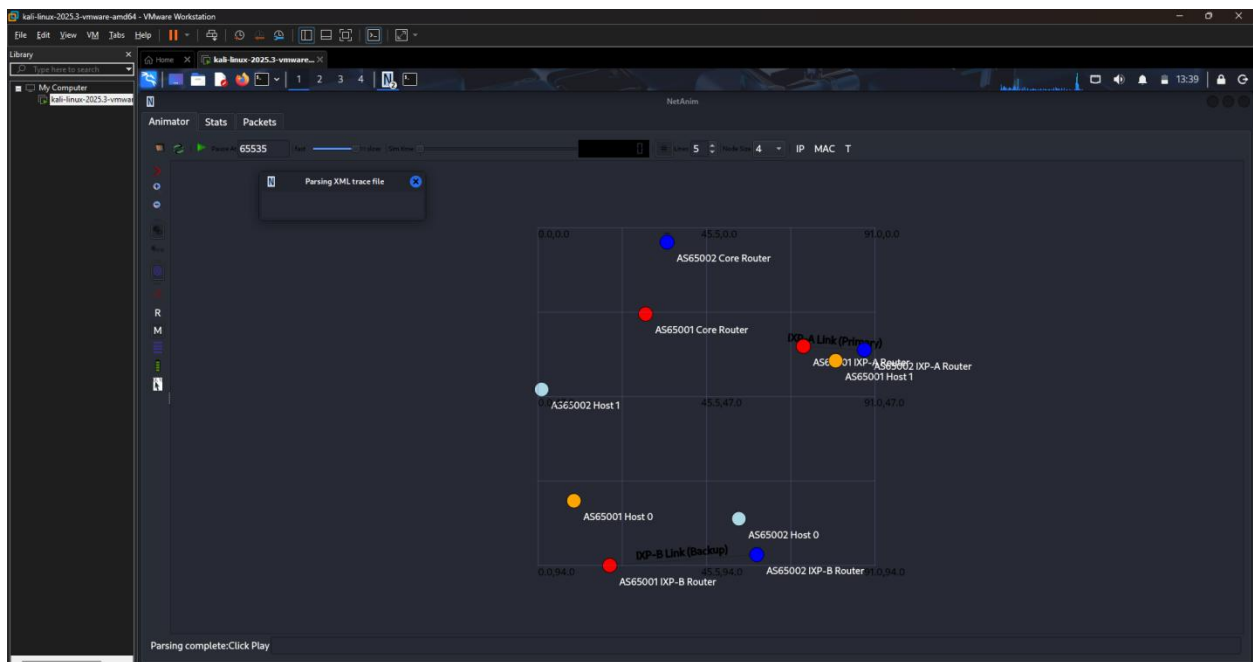 kali-linux-2025.3-vmware-amd64 - VMware Workstation
File Edit View VM Tabs Help
Library
Type here to search
My Computer
kali-linux-2025.3-vmwar
Home
kali-linux-2025.3-vmware...
1 2 3 4
13:39
NetAnim
Animator Stats Packets
65535
5
4
IP MAC T
Parsing XML trace file
R
M
0.0,0.0
45.5,0.0
91.0,0.0
AS65002 Core Router
AS65001 Core Router
IXP-A Link (Primary)
AS65001 IXP-A Router
AS65002 IXP-A Router
AS65001 Host 1
AS65002 Host 1
45.5,47.0
91.0,47.0
AS65001 Host 0
AS65002 Host 0
IXP-B Link (Backup)
0.0,94.0
45.5,94.0
AS65002 IXP-B Router
91.0,94.0
AS65001 IXP-B Router
Parsing complete:Click Play